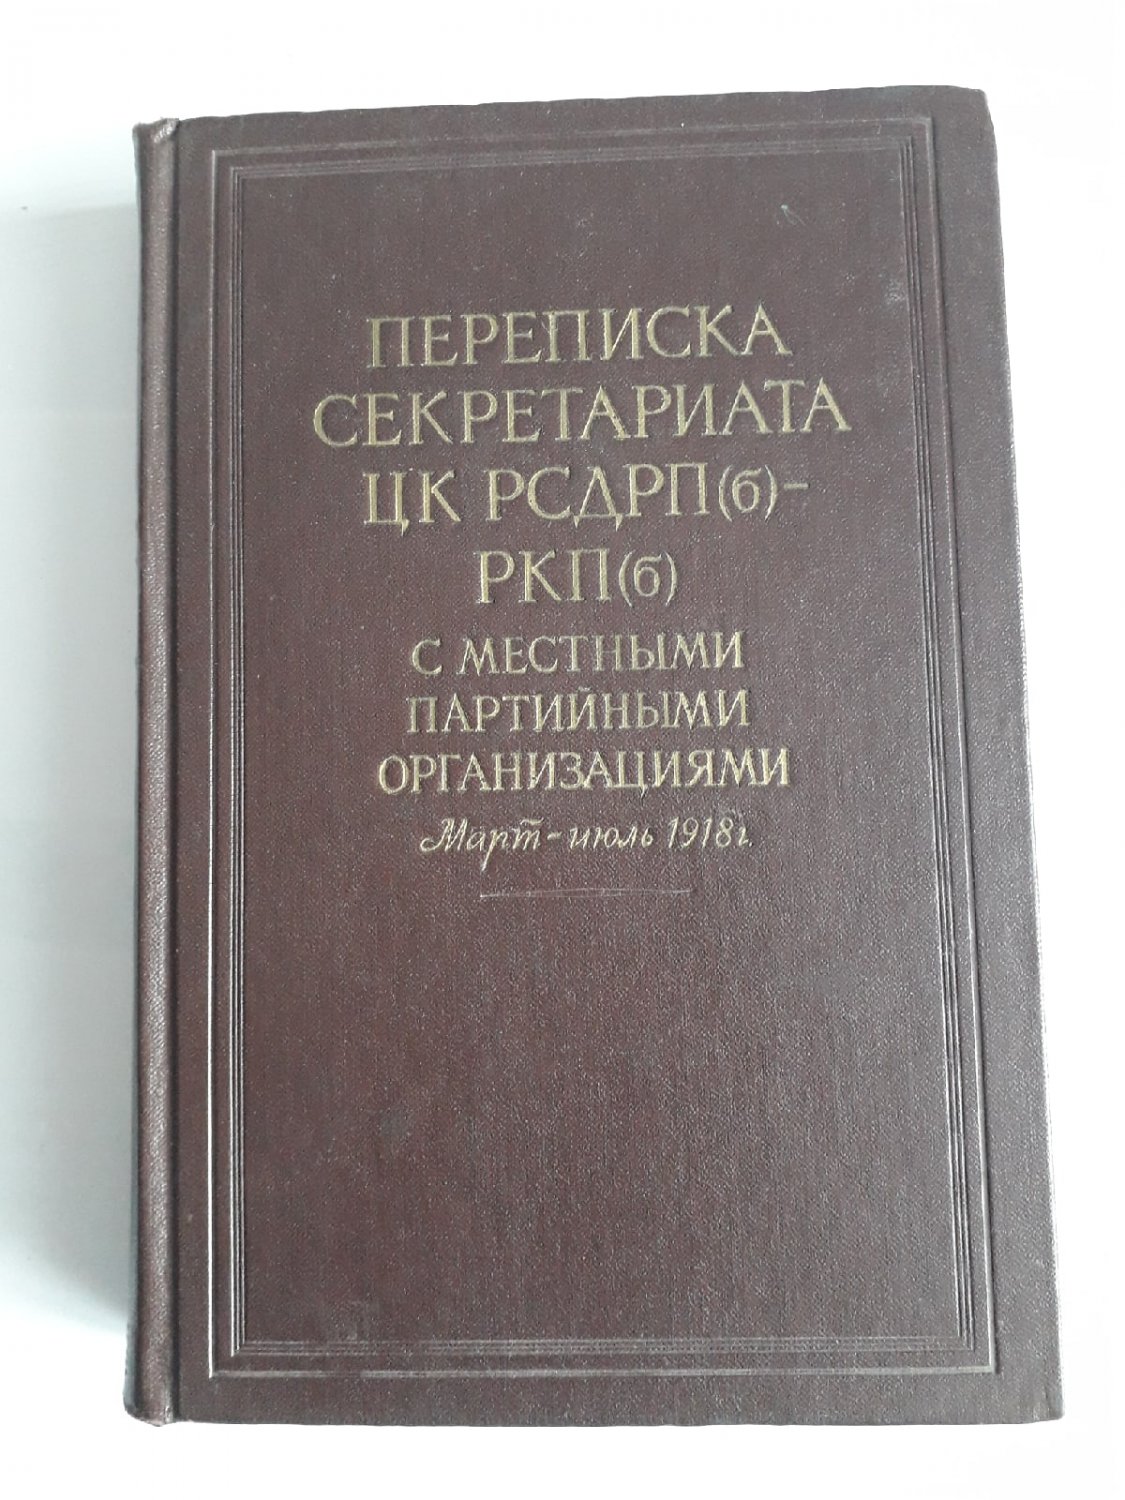 ПЕРЕПИСКА
СЕКРЕТАРИАТА
ЦК РСДРП(б)-
РКП(б)
С МЕСТНЫМИ
ПАРТИЙНЫМИ
ОРГАНИЗАЦИЯМИ
Март-июль 1918г.